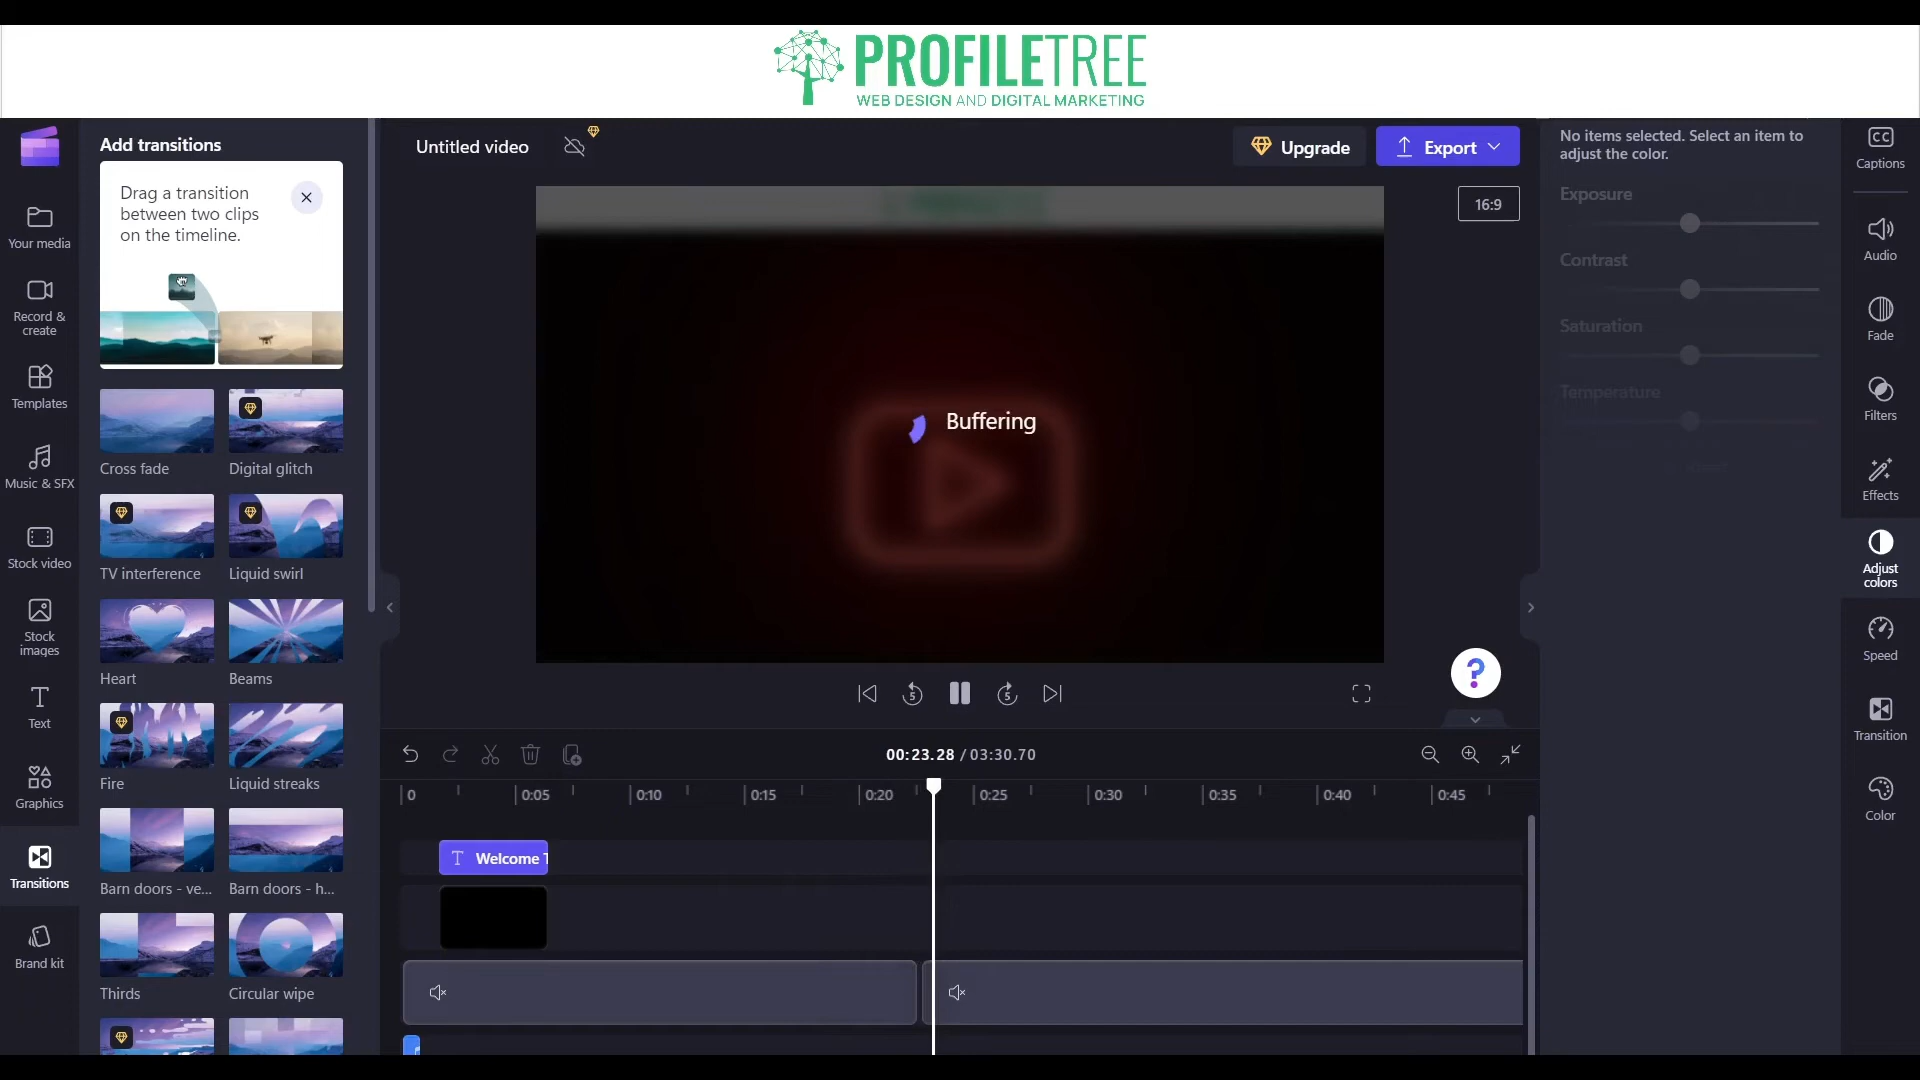 PROFILETREE
WEB DESIGN AND DIGITAL MARKETING
Add transitions
Drag a transition
between two clips
on the timeline.
Your media
Record &
create
Templates
Music & SFX
Stock video
Stock
images
Text
Graphics
Transitions
Brand kit
Cross fade
Digital glitch
TV interference
Liquid swirl
Heart
Beams
Fire
Liquid streaks
Barn doors - ve...
Barn doors - h...
Thirds
Circular wipe
Untitled video
Upgrade
Export
16:9
Buffering
5
5
?
00:23.28 / 03:30.70
0
0:05
0:10
0:15
0:20
0:25
0:30
0:35
0:40
0:45
T Welcome T
No items selected. Select an item to
adjust the color.
Exposure
Contrast
Saturation
Temperature
CC
Captions
Audio
Fade
Filters
Effects
Adjust
colors
Speed
Transition
Color